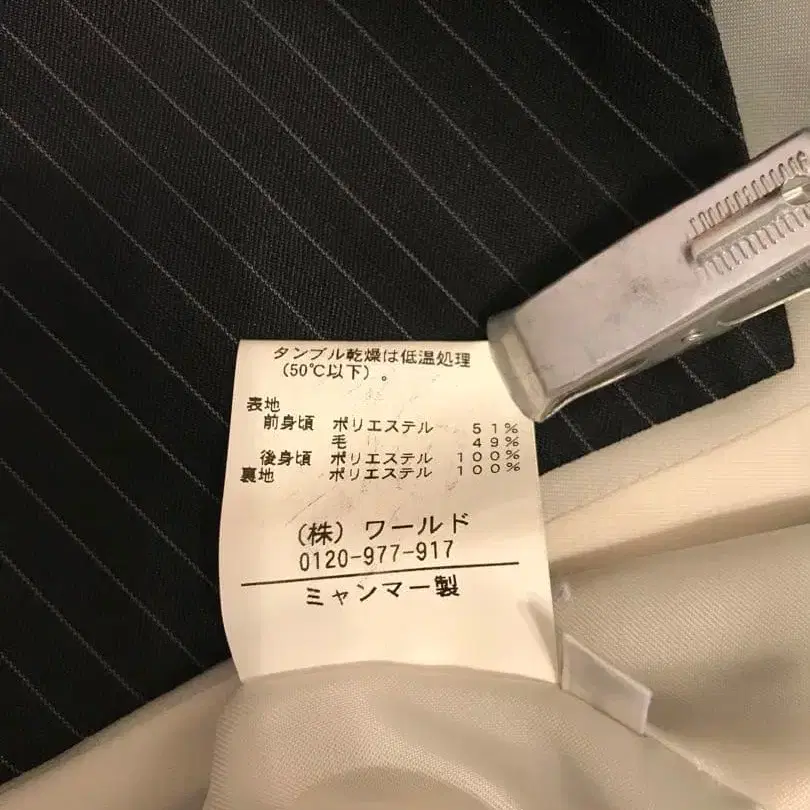 タンブル乾燥は低温処理
（50℃以下）。
表地
前身頃 ポリエステル 51%
毛 49%
後身頃 ポリエステル 100%
裏地 ポリエステル 100%
（株）ワールド
0120-977-917
ミャンマー製